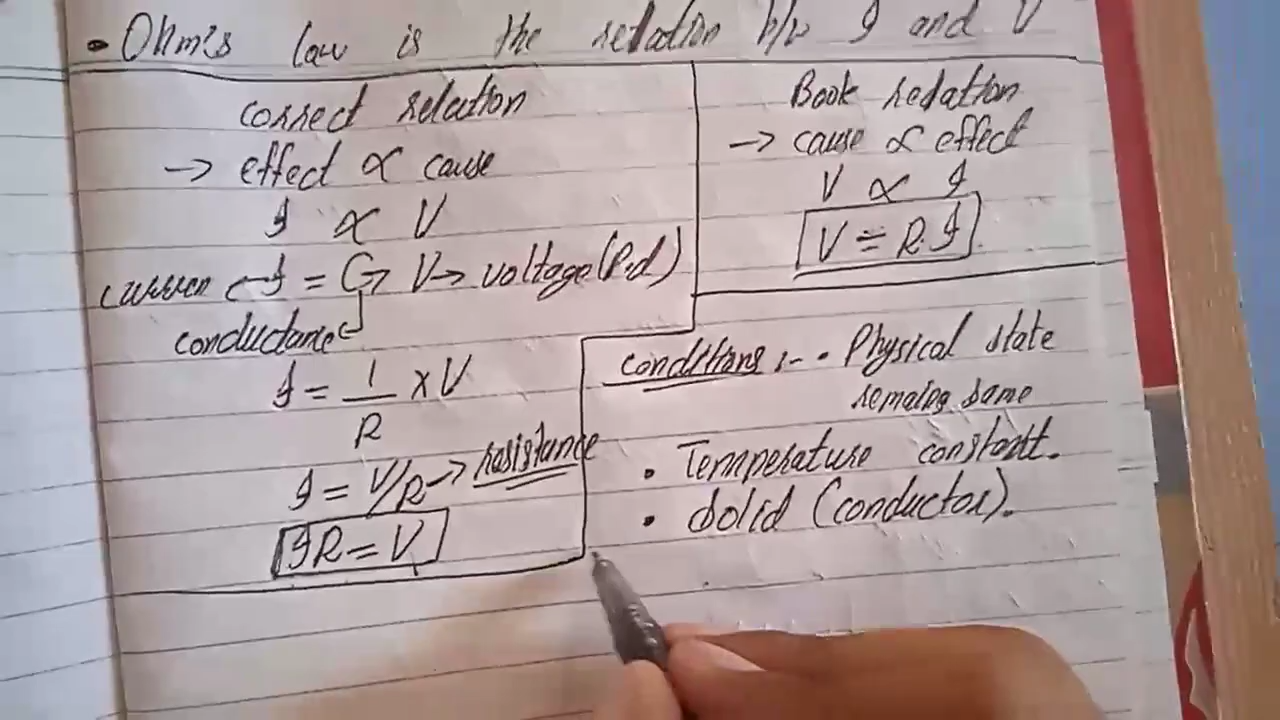 • Ohm's law is the relation b/w I and V
correct relation
→ effect ∝ cause
I ∝ V
curren ← I = G V → voltage (P.d)
conductance
I = 1/R × V
I = V/R → resistance
IR = V
Book relation
→ cause ∝ effect
V ∝ I
V = R.I
conditions :- • Physical state
remains same
• Temperature constant.
• Solid (conductor).